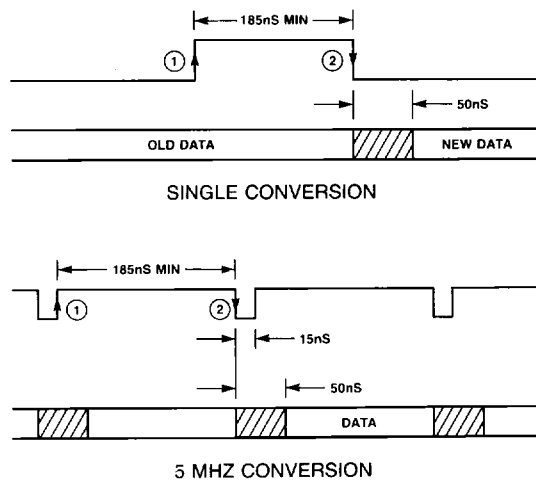 185nS MIN
1
2
50nS
OLD DATA
NEW DATA
SINGLE CONVERSION
185nS MIN
1
2
15nS
50nS
DATA
5 MHZ CONVERSION